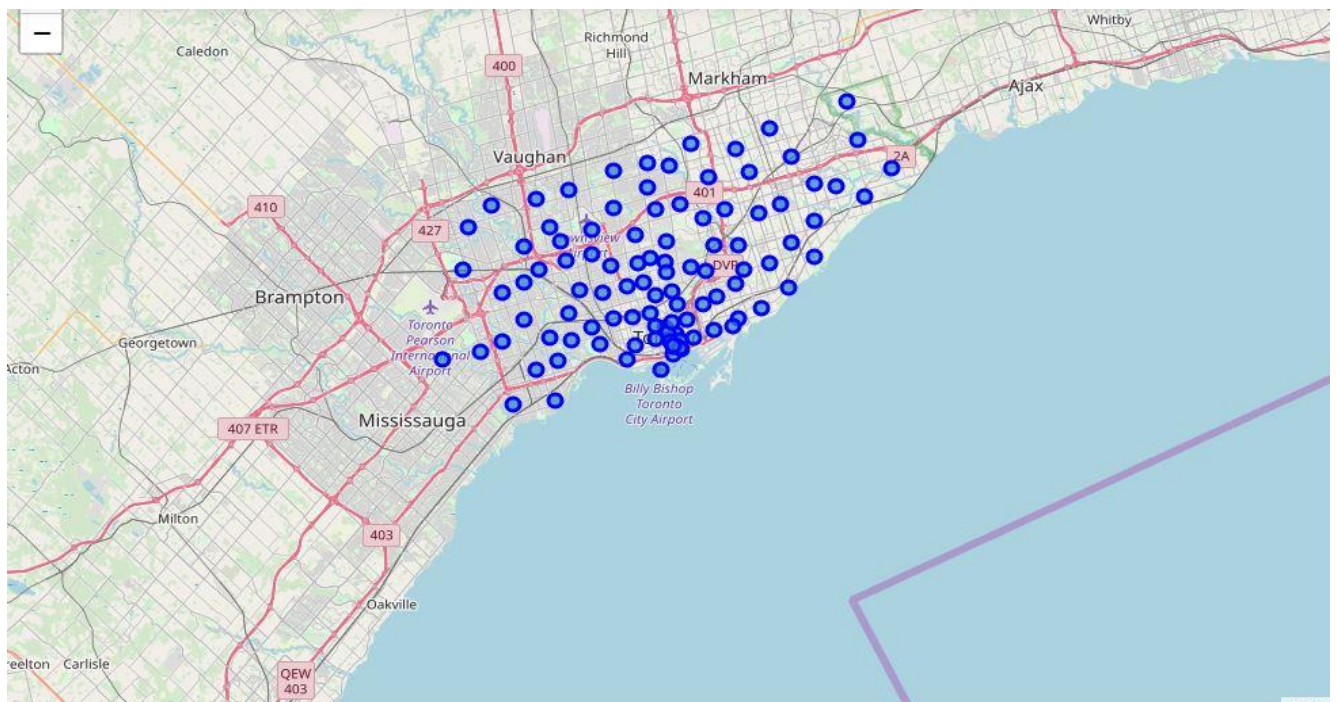 −
Whitby
Caledon
Richmond
Hill
400
Markham
Ajax
Vaughan
2A
401
410
427
DVP
Brampton
Toronto
Pearson
International
Airport
Georgetown
Acton
Billy Bishop
Toronto
City Airport
Mississauga
407 ETR
Milton
403
Oakville
Carlisle
QEW
403